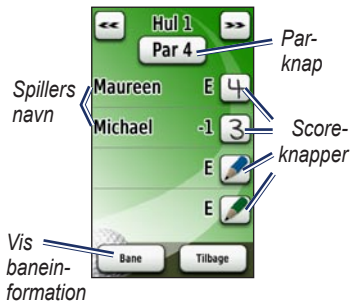 << Hul 1 >>
Par 4
Par-
knap
Spillers
navn
Maureen E 4
Michael -1 3
E
E
Score-
knapper
Vis
banein-
formation
Bane Tilbage